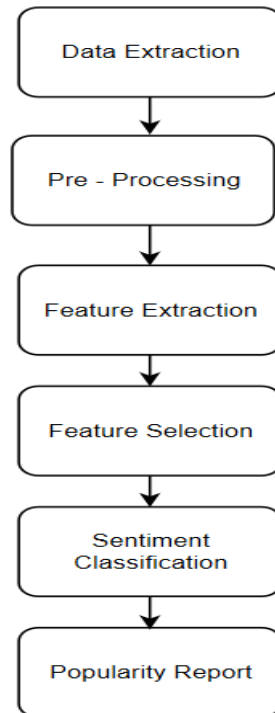 Data Extraction
Pre - Processing
Feature Extraction
Feature Selection
Sentiment
Classification
Popularity Report